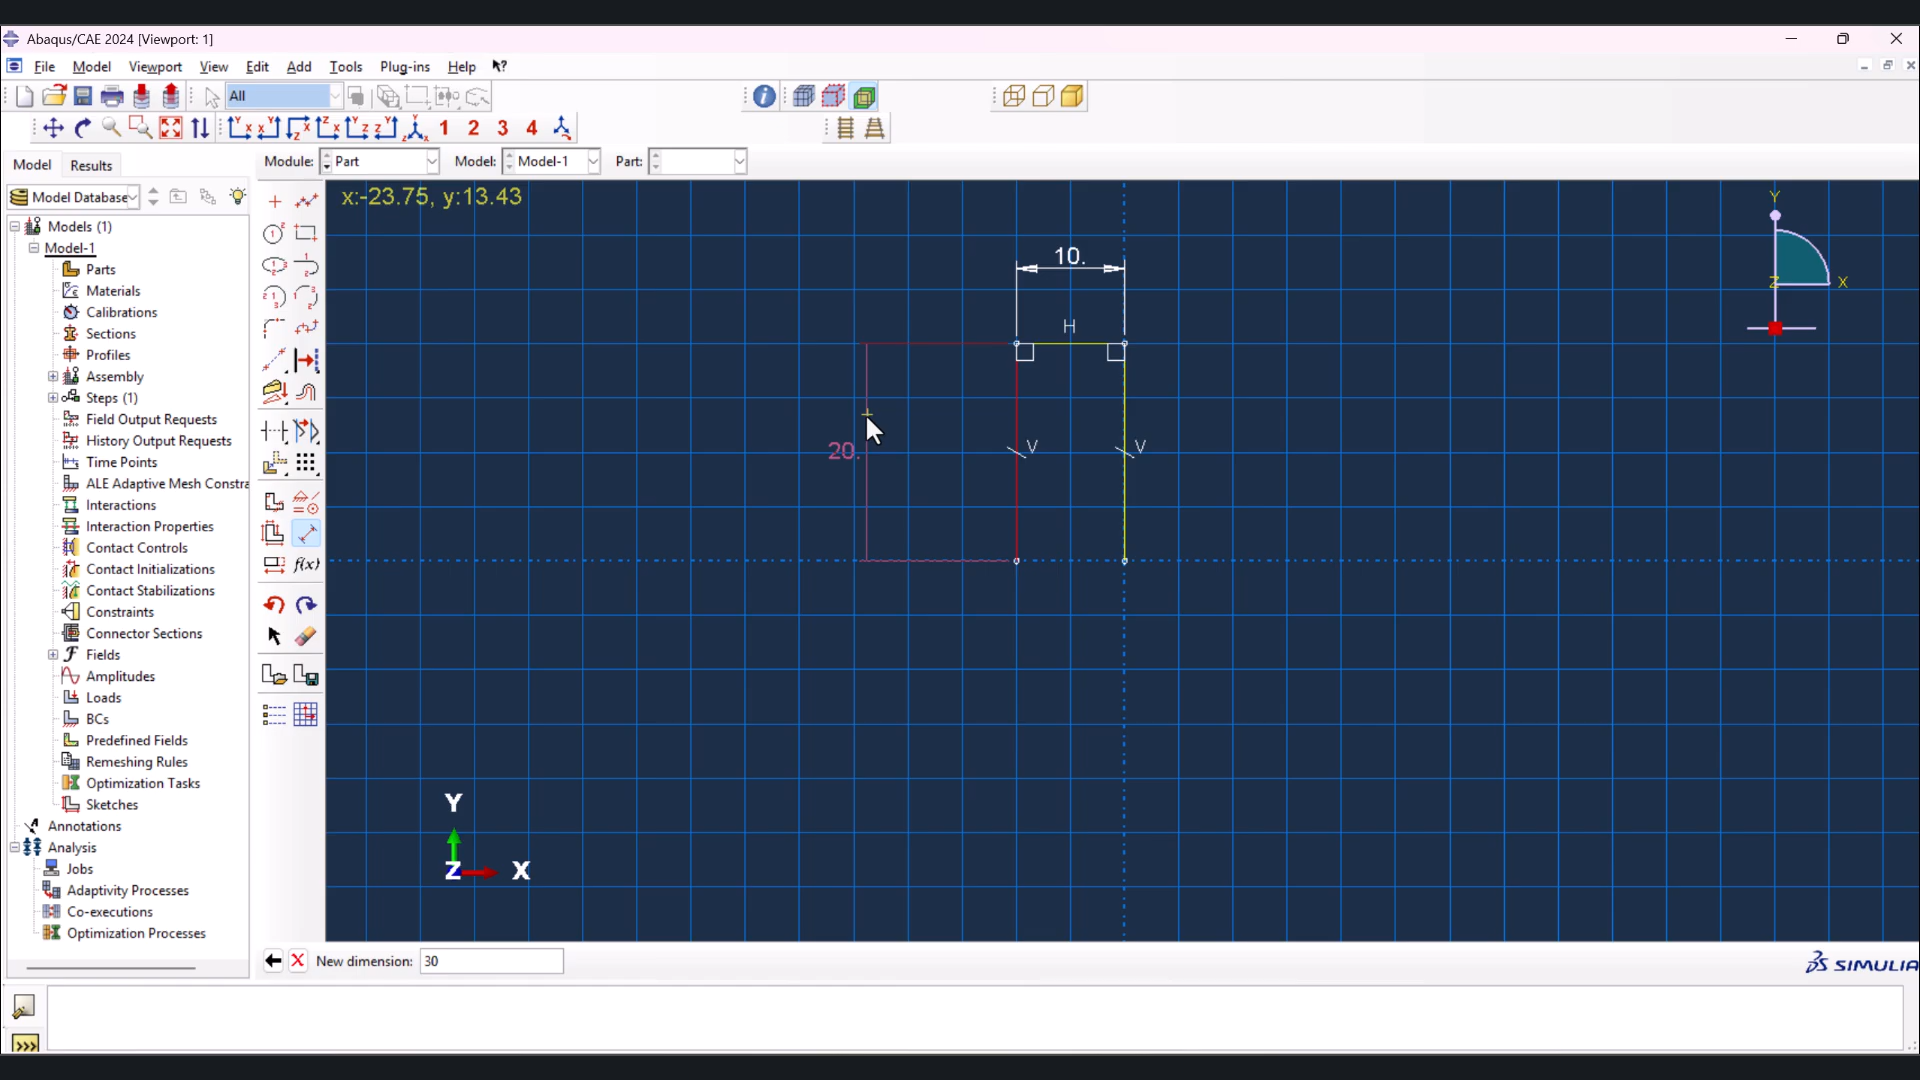 Abaqus/CAE 2024 [Viewport: 1]
File Model Viewport View Edit Add Tools Plug-ins Help
All
1 2 3 4
Model Results
Module: Part Model: Model-1 Part:
Model Database
x:-23.75, y:13.43
Models (1)
Model-1
Parts
Materials
Calibrations
Sections
Profiles
Assembly
Steps (1)
Field Output Requests
History Output Requests
Time Points
ALE Adaptive Mesh Constra
Interactions
Interaction Properties
Contact Controls
Contact Initializations
Contact Stabilizations
Constraints
Connector Sections
Fields
Amplitudes
Loads
BCs
Predefined Fields
Remeshing Rules
Optimization Tasks
Sketches
Annotations
Analysis
Jobs
Adaptivity Processes
Co-executions
Optimization Processes
f(x)
10.
H
20.
V V
Y
Z X
Y
Z X
New dimension: 30
SIMULIA
>>>